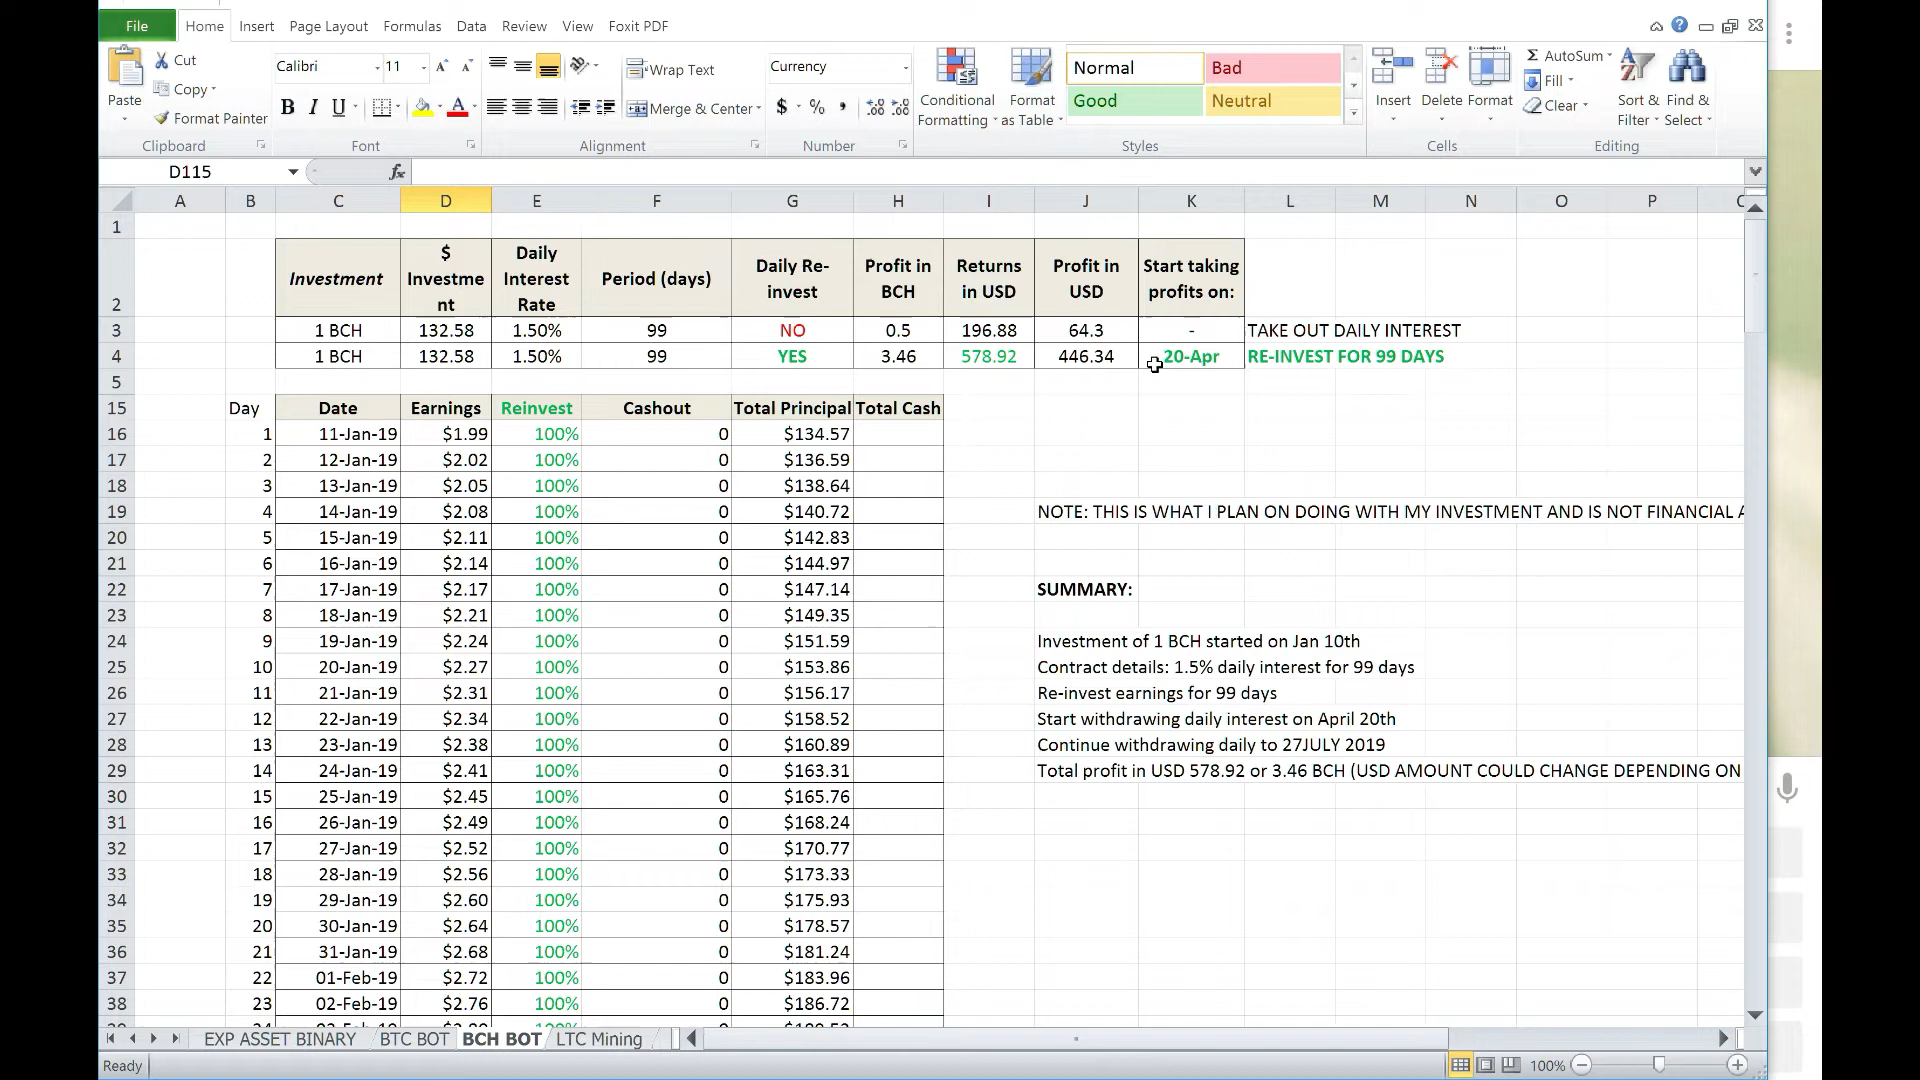 File Home Insert Page Layout Formulas Data Review View Foxit PDF
Paste Cut Copy Format Painter Clipboard
Calibri 11 B I U Font
Wrap Text Merge & Center Alignment
Currency $ % , Number
Conditional Formatting Format as Table Normal Bad Good Neutral Styles
Insert Delete Format Cells
AutoSum Fill Clear Sort & Filter Find & Select Editing
D115 fx
A B C D E F G H I J K L M N O P
1
2 Investment $ Investment Daily Interest Rate Period (days) Daily Re-invest Profit in BCH Returns in USD Profit in USD Start taking profits on:
3 1 BCH 132.58 1.50% 99 NO 0.5 196.88 64.3 - TAKE OUT DAILY INTEREST
4 1 BCH 132.58 1.50% 99 YES 3.46 578.92 446.34 20-Apr RE-INVEST FOR 99 DAYS
5
15 Day Date Earnings Reinvest Cashout Total Principal Total Cash
16 1 11-Jan-19 $1.99 100% 0 $134.57
17 2 12-Jan-19 $2.02 100% 0 $136.59
18 3 13-Jan-19 $2.05 100% 0 $138.64
19 4 14-Jan-19 $2.08 100% 0 $140.72 NOTE: THIS IS WHAT I PLAN ON DOING WITH MY INVESTMENT AND IS NOT FINANCIAL
20 5 15-Jan-19 $2.11 100% 0 $142.83
21 6 16-Jan-19 $2.14 100% 0 $144.97
22 7 17-Jan-19 $2.17 100% 0 $147.14 SUMMARY:
23 8 18-Jan-19 $2.21 100% 0 $149.35
24 9 19-Jan-19 $2.24 100% 0 $151.59 Investment of 1 BCH started on Jan 10th
25 10 20-Jan-19 $2.27 100% 0 $153.86 Contract details: 1.5% daily interest for 99 days
26 11 21-Jan-19 $2.31 100% 0 $156.17 Re-invest earnings for 99 days
27 12 22-Jan-19 $2.34 100% 0 $158.52 Start withdrawing daily interest on April 20th
28 13 23-Jan-19 $2.38 100% 0 $160.89 Continue withdrawing daily to 27JULY 2019
29 14 24-Jan-19 $2.41 100% 0 $163.31 Total profit in USD 578.92 or 3.46 BCH (USD AMOUNT COULD CHANGE DEPENDING ON
30 15 25-Jan-19 $2.45 100% 0 $165.76
31 16 26-Jan-19 $2.49 100% 0 $168.24
32 17 27-Jan-19 $2.52 100% 0 $170.77
33 18 28-Jan-19 $2.56 100% 0 $173.33
34 19 29-Jan-19 $2.60 100% 0 $175.93
35 20 30-Jan-19 $2.64 100% 0 $178.57
36 21 31-Jan-19 $2.68 100% 0 $181.24
37 22 01-Feb-19 $2.72 100% 0 $183.96
38 23 02-Feb-19 $2.76 100% 0 $186.72
EXP ASSET BINARY BTC BOT BCH BOT LTC Mining
Ready 100%